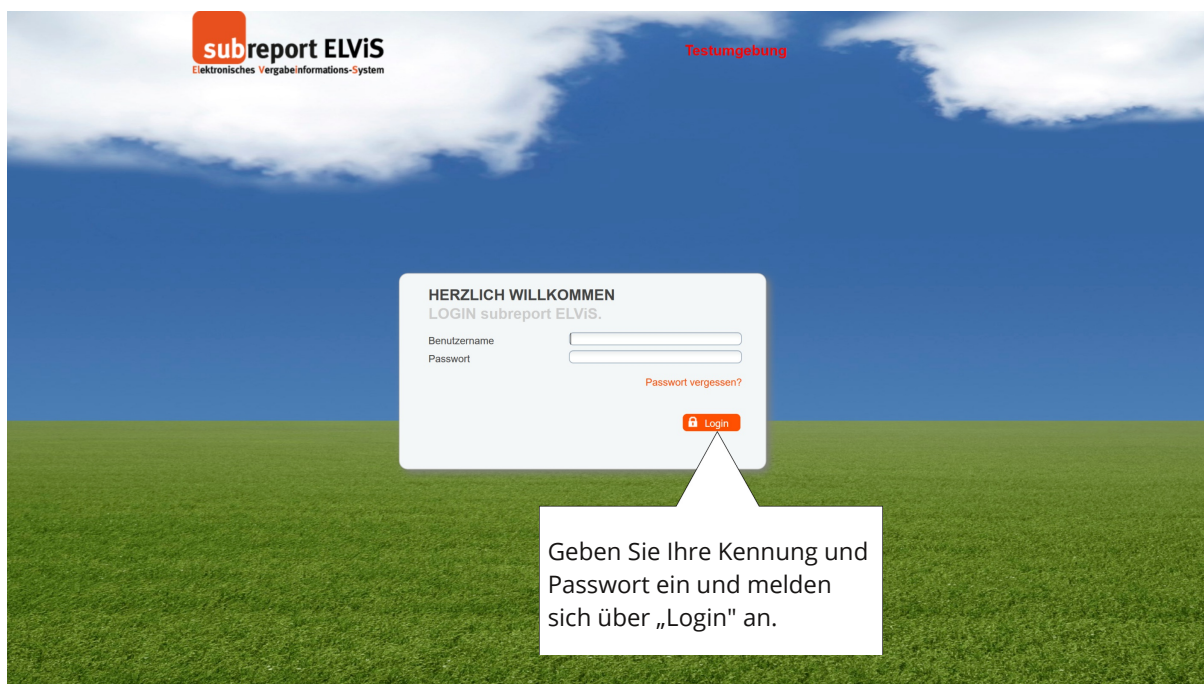 subreport ELViS
Elektronisches Vergabeinformations-System
Testumgebung
HERZLICH WILLKOMMEN
LOGIN subreport ELViS.
Benutzername
Passwort
Passwort vergessen?
Login
Geben Sie Ihre Kennung und
Passwort ein und melden
sich über „Login" an.